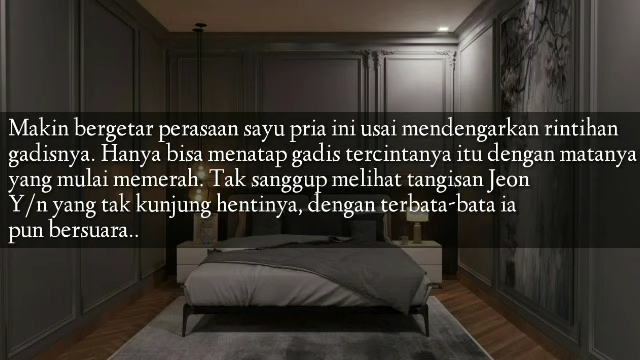 Makin bergetar perasaan sayu pria ini usai mendengarkan rintihan
gadisnya. Hanya bisa menatap gadis tercintanya itu dengan matanya
yang mulai memerah. Tak sanggup melihat tangisan Jeon
Y/n yang tak kunjung hentinya, dengan terbata-bata ia
pun bersuara..